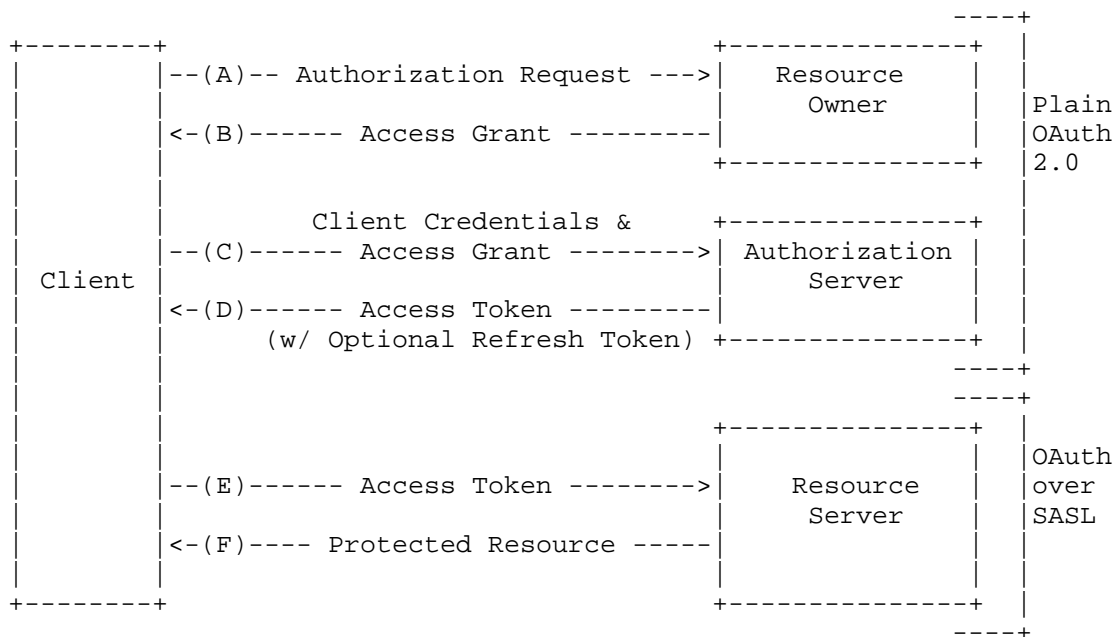 --(A)-- Authorization Request --->
Resource
Owner
Plain
<-(B)------ Access Grant ---------
OAuth
2.0
Client Credentials &
--(C)------ Access Grant -------->
Authorization
Client
Server
<-(D)------ Access Token ---------
(w/ Optional Refresh Token)
OAuth
--(E)------ Access Token -------->
Resource
over
Server
SASL
<-(F)---- Protected Resource -----